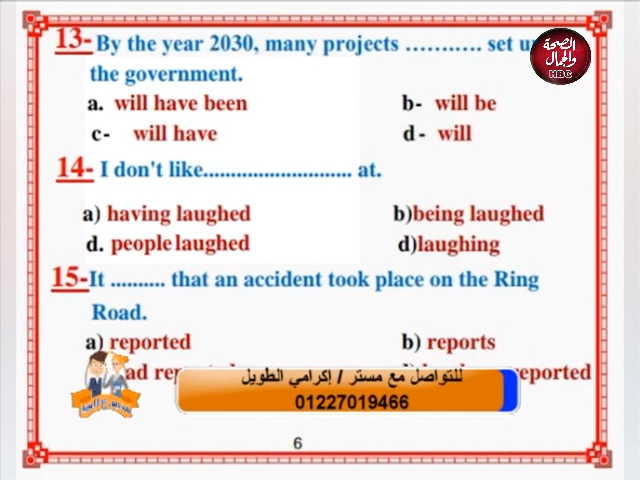 13- By the year 2030, many projects ………… set u
the government.
a. will have been
b- will be
c- will have
d- will
14- I don't like........................... at.
a) having laughed
b)being laughed
d. people laughed
d)laughing
15-It .......... that an accident took place on the Ring
Road.
a) reported
b) reports
reported
للتواصل مع مستر / إكرامي الطويل
01227019466
6
الصحة
والجمال
HBC